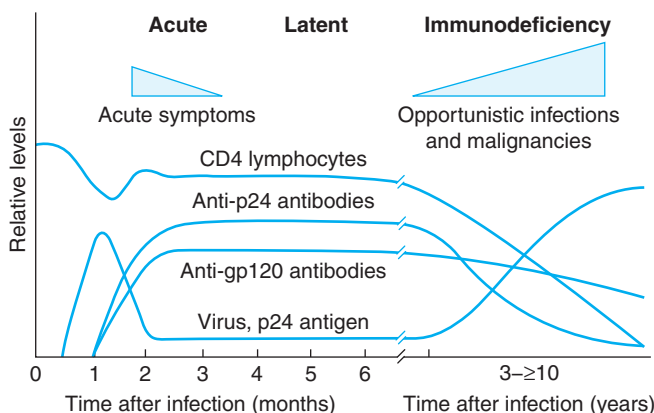 Acute Latent Immunodeficiency
Acute symptoms
Opportunistic infections
and malignancies
Relative levels
CD4 lymphocytes
Anti-p24 antibodies
Anti-gp120 antibodies
Virus, p24 antigen
0 1 2 3 4 5 6 3–≥10
Time after infection (months) Time after infection (years)